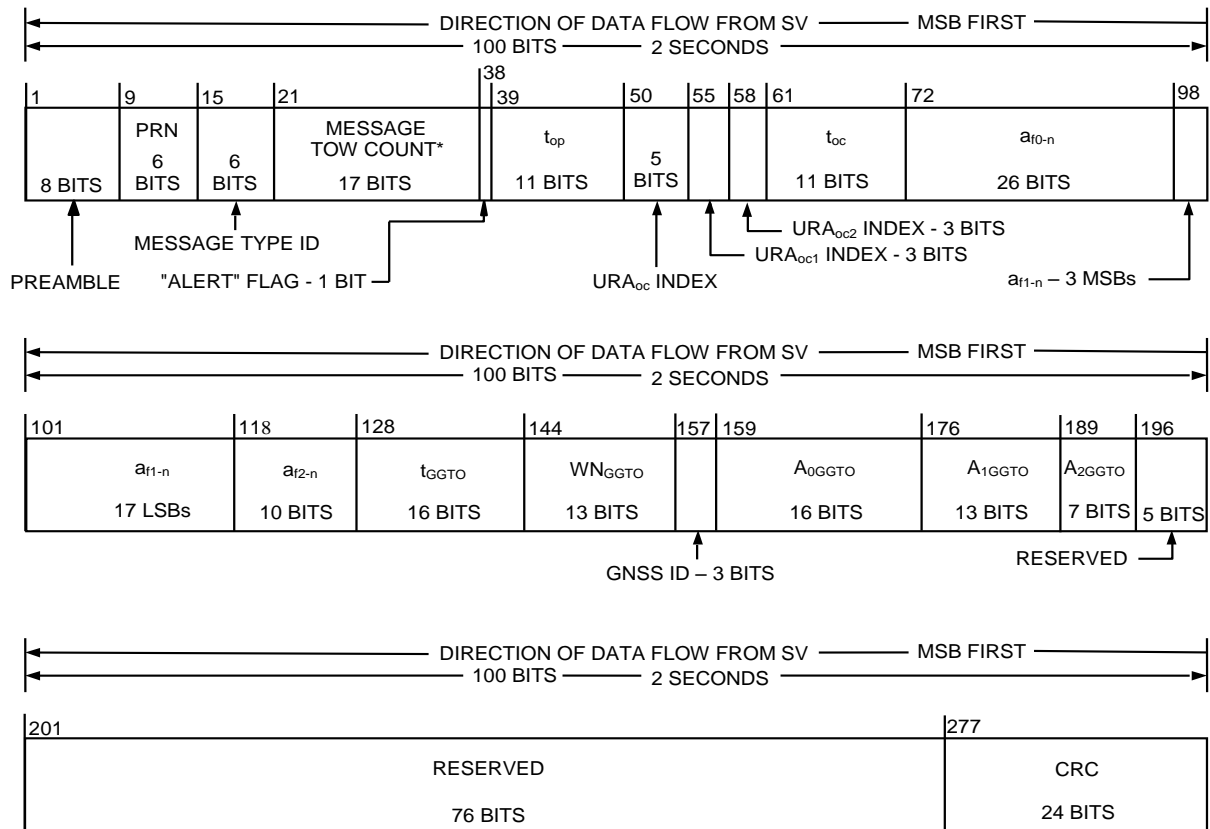 DIRECTION OF DATA FLOW FROM SV MSB FIRST
100 BITS 2 SECONDS
1 9 15 21 38 39 50 55 58 61 72 98
8 BITS
PRN
6
BITS
6
BITS
MESSAGE
TOW COUNT*
17 BITS
top
11 BITS
5
BITS
toc
11 BITS
af0-n
26 BITS
URAoc2 INDEX - 3 BITS
MESSAGE TYPE ID
URAoc1 INDEX - 3 BITS
PREAMBLE
"ALERT" FLAG - 1 BIT
URAoc INDEX
af1-n – 3 MSBs
DIRECTION OF DATA FLOW FROM SV MSB FIRST
100 BITS 2 SECONDS
101 118 128 144 157 159 176 189 196
af1-n
17 LSBs
af2-n
10 BITS
tGGTO
16 BITS
WNGGTO
13 BITS
A0GGTO
16 BITS
A1GGTO
13 BITS
A2GGTO
7 BITS
5 BITS
GNSS ID – 3 BITS
RESERVED
DIRECTION OF DATA FLOW FROM SV MSB FIRST
100 BITS 2 SECONDS
201 277
RESERVED
76 BITS
CRC
24 BITS